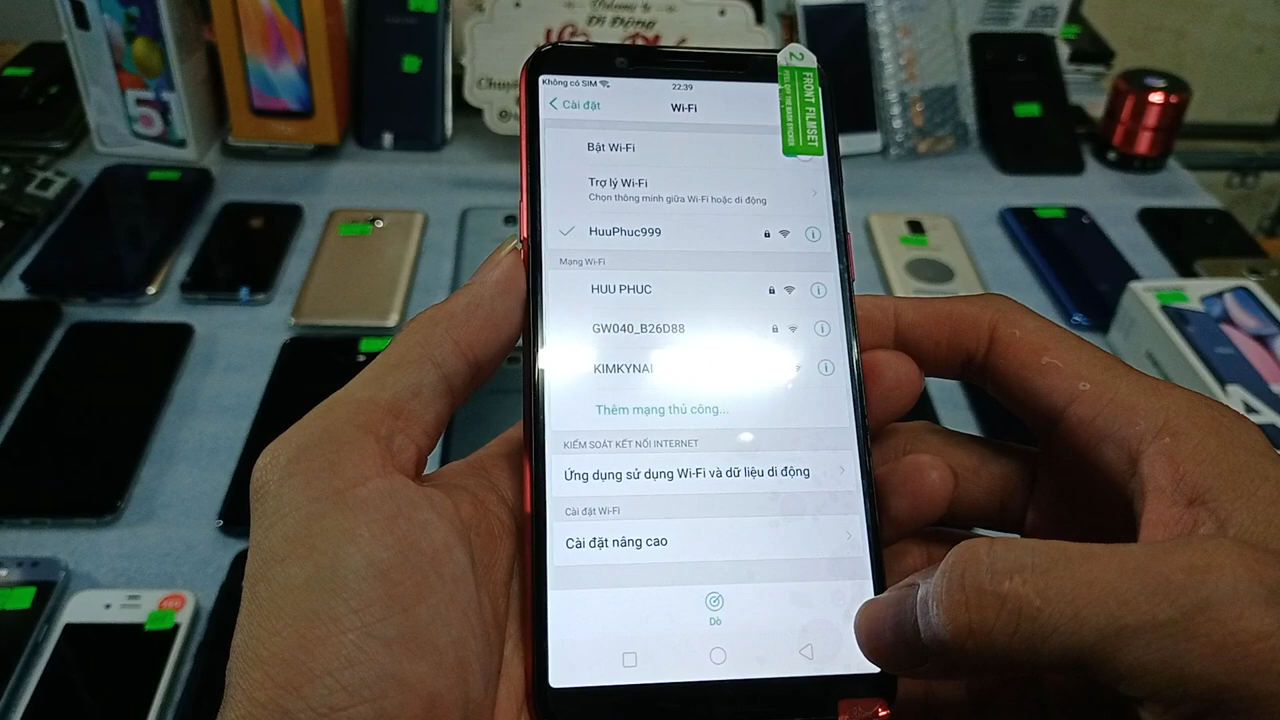 Di Động
Không có SIM
22:39
Cài đặt
Wi-Fi
2
FRONT FILMSET
Bật Wi-Fi
Trợ lý Wi-Fi
Chọn thông minh giữa Wi-Fi hoặc di động
HuuPhuc999
Mạng Wi-Fi
HUU PHUC
GW040_B26D88
KIMKYNAI
Thêm mạng thủ công...
KIỂM SOÁT KẾT NỐI INTERNET
Ứng dụng sử dụng Wi-Fi và dữ liệu di động
Cài đặt Wi-Fi
Cài đặt nâng cao
Dò